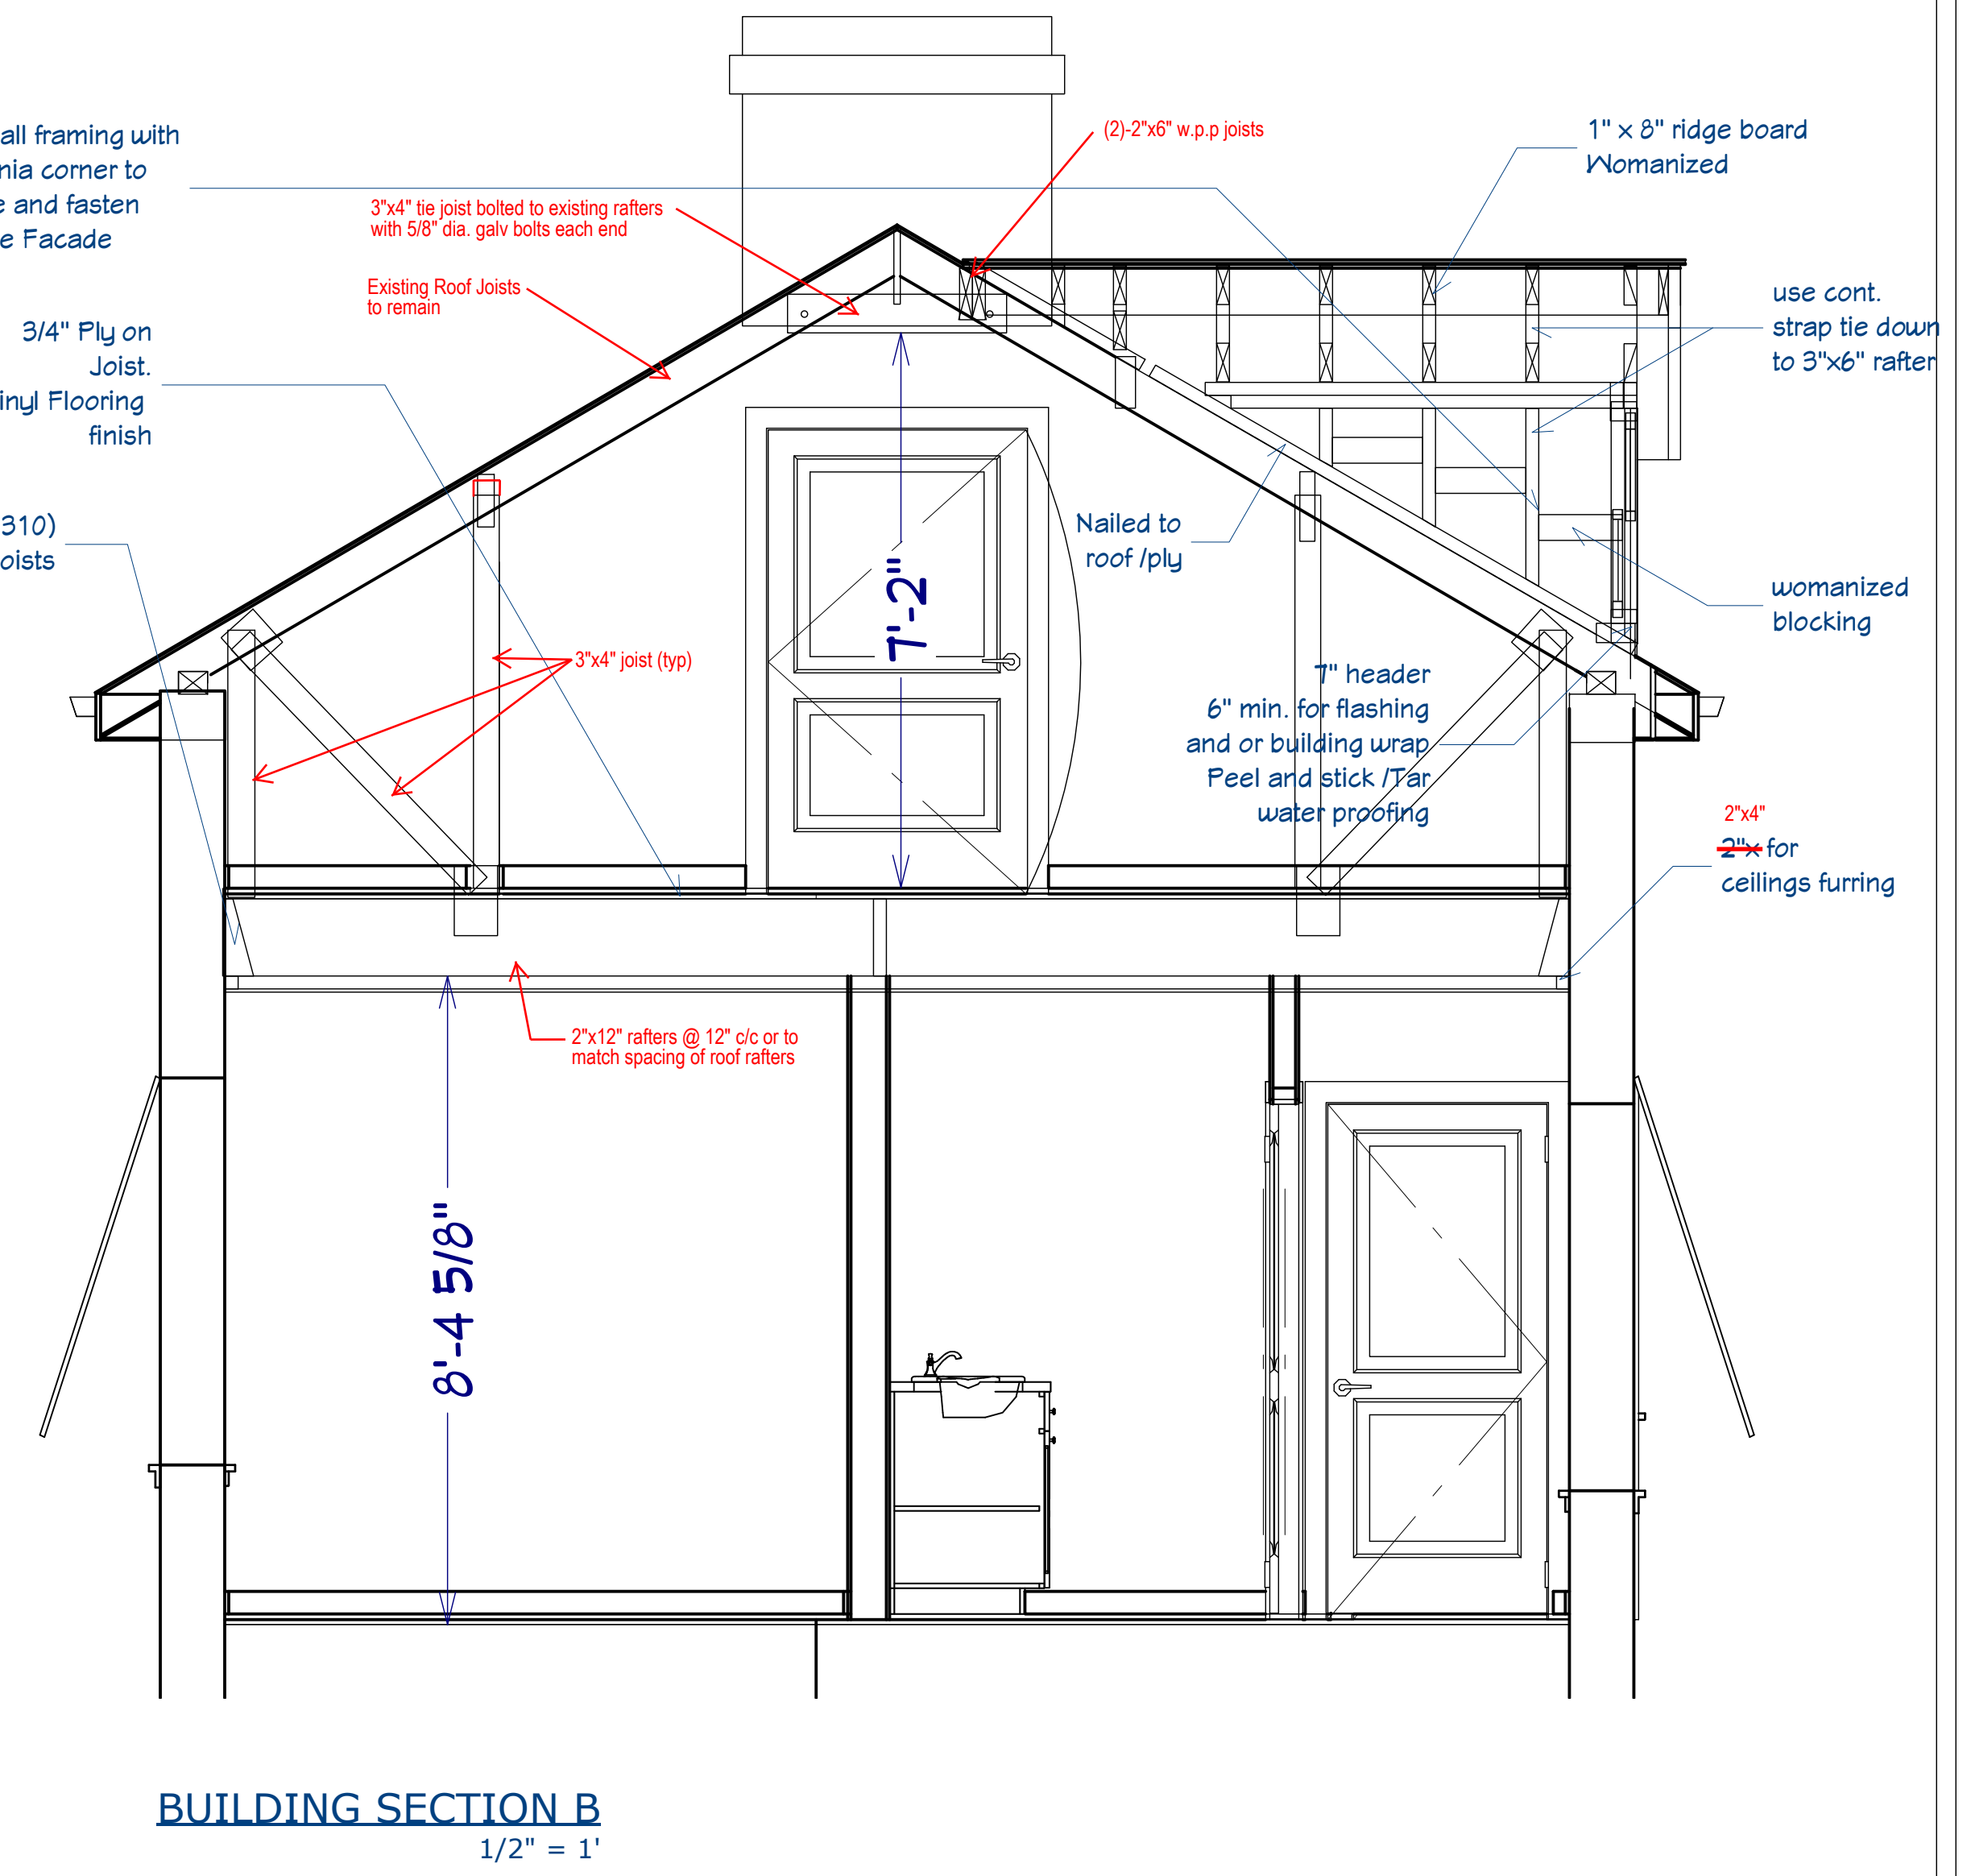 all framing with
nia corner to
e and fasten
e Facade
(2)-2"x6" w.p.p joists
1" x 8" ridge board
Womanized
3"x4" tie joist bolted to existing rafters
with 5/8" dia. galv bolts each end
Existing Roof Joists
to remain
3/4" Ply on
Joist.
inyl Flooring
finish
use cont.
strap tie down
to 3"x6" rafter
310)
oists
Nailed to
roof /ply
7'-2"
womanized
blocking
3"x4" joist (typ)
7" header
6" min. for flashing
and or building wrap
Peel and stick /Tar
water proofing
2"x4"
2"x for
ceilings furring
2"x12" rafters @ 12" c/c or to
match spacing of roof rafters
8'-4 5/8"
BUILDING SECTION B
1/2" = 1'